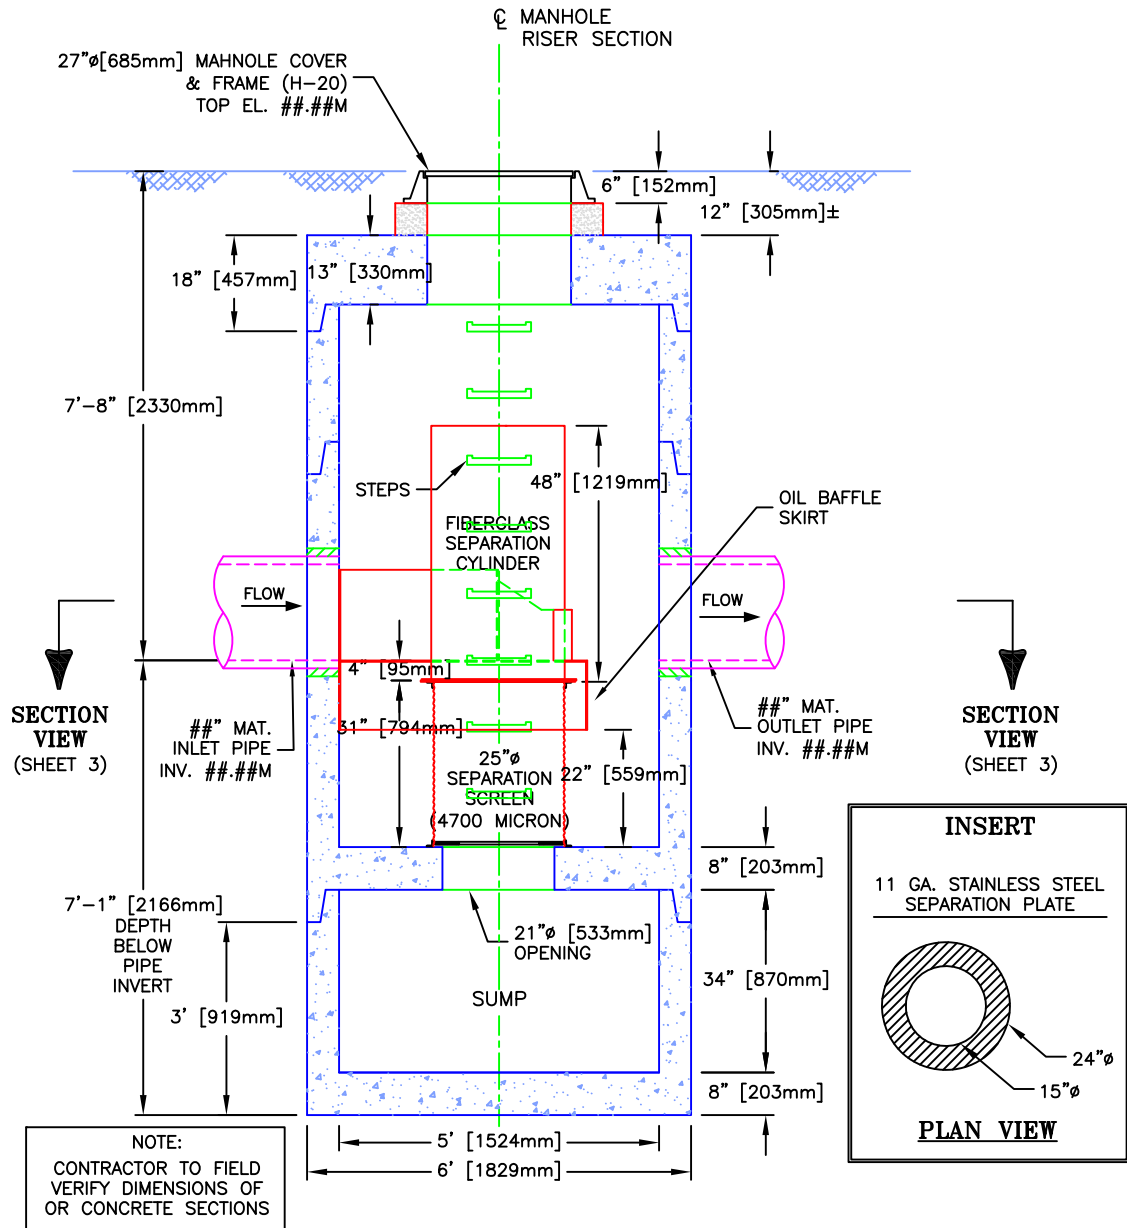 ℄ MANHOLE
RISER SECTION
27"ø[685mm] MAHNOLE COVER
& FRAME (H-20)
TOP EL. ##.##M
6" [152mm]
12" [305mm]±
18" [457mm]
13" [330mm]
7'-8" [2330mm]
48" [1219mm]
STEPS
OIL BAFFLE
SKIRT
FIBERGLASS
SEPARATION
CYLINDER
FLOW
FLOW
4" [95mm]
SECTION
VIEW
(SHEET 3)
##" MAT.
INLET PIPE
INV. ##.##M
31" [794mm]
##" MAT.
OUTLET PIPE
INV. ##.##M
SECTION
VIEW
(SHEET 3)
25"ø
SEPARATION
SCREEN
(4700 MICRON)
22" [559mm]
8" [203mm]
7'-1" [2166mm]
DEPTH
BELOW
PIPE
INVERT
21"ø [533mm]
OPENING
34" [870mm]
SUMP
3' [919mm]
8" [203mm]
5' [1524mm]
6' [1829mm]
NOTE:
CONTRACTOR TO FIELD
VERIFY DIMENSIONS OF
OR CONCRETE SECTIONS
INSERT
11 GA. STAINLESS STEEL
SEPARATION PLATE
24"ø
15"ø
PLAN VIEW